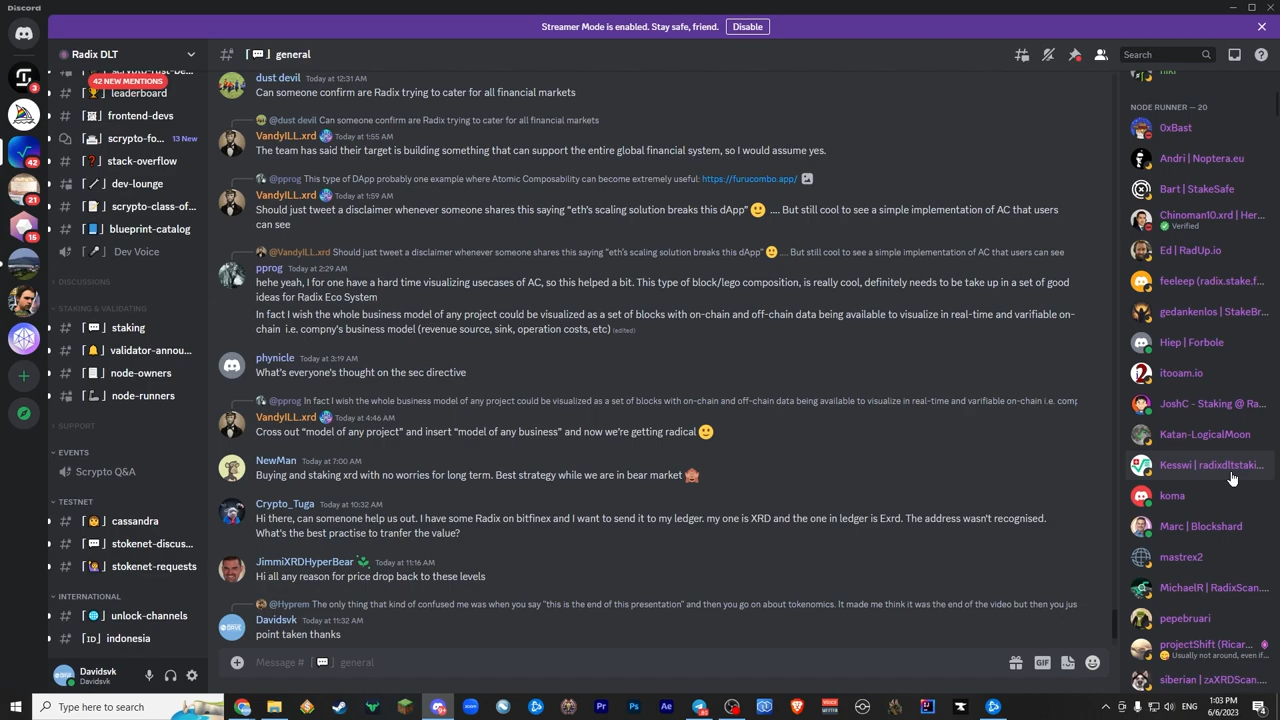 Streamer Mode is enabled. Stay safe, friend. Disable
Radix DLT
# 「💬」general
Search
42 NEW MENTIONS
3
42
21
15
leaderboard
frontend-devs
scrypto-fo... 13 New
stack-overflow
dev-lounge
scrypto-class-of...
blueprint-catalog
Dev Voice
DISCUSSIONS
STAKING & VALIDATING
staking
validator-annou...
node-owners
node-runners
SUPPORT
EVENTS
Scrypto Q&A
TESTNET
cassandra
stokenet-discus...
stokenet-requests
INTERNATIONAL
unlock-channels
[ID] indonesia
Davidsvk
Davidsvk
dust devil Today at 12:31 AM
Can someone confirm are Radix trying to cater for all financial markets
@dust devil Can someone confirm are Radix trying to cater for all financial markets
VandyILL.xrd Today at 1:55 AM
The team has said their target is building something that can support the entire global financial system, so I would assume yes.
@pprog This type of DApp probably one example where Atomic Composability can become extremely useful: https://furucombo.app/
VandyILL.xrd Today at 1:59 AM
Should just tweet a disclaimer whenever someone shares this saying “eth’s scaling solution breaks this dApp” 🙂 .... But still cool to see a simple implementation of AC that users
can see
@VandyILL.xrd Should just tweet a disclaimer whenever someone shares this saying “eth’s scaling solution breaks this dApp” 🙂 .... But still cool to see a simple implementation of AC that users can see
pprog Today at 2:29 AM
hehe yeah, I for one have a hard time visualizing usecases of AC, so this helped a bit. This type of block/lego composition, is really cool, definitely needs to be take up in a set of good
ideas for Radix Eco System
In fact I wish the whole business model of any project could be visualized as a set of blocks with on-chain and off-chain data being available to visualize in real-time and varifiable on-
chain i.e. compny's business model (revenue source, sink, operation costs, etc) (edited)
phynicle Today at 3:19 AM
What's everyone's thought on the sec directive
@pprog In fact I wish the whole business model of any project could be visualized as a set of blocks with on-chain and off-chain data being available to visualize in real-time and varifiable on-chain i.e. comp
VandyILL.xrd Today at 4:46 AM
Cross out “model of any project” and insert “model of any business” and now we’re getting radical 🙂
NewMan Today at 7:00 AM
Buying and staking xrd with no worries for long term. Best strategy while we are in bear market 🙈
Crypto_Tuga Today at 10:32 AM
Hi there, can somenone help us out. I have some Radix on bitfinex and I want to send it to my ledger. my one is XRD and the one in ledger is Exrd. The address wasn't recognised.
What's the best practise to tranfer the value?
JimmiXRDHyperBear Today at 11:16 AM
Hi all any reason for price drop back to these levels
@Hyprem The only thing that kind of confused me was when you say "this is the end of this presentation" and then you go on about tokenomics. It made me think it was the end of the video but then you jus
Davidsvk Today at 11:32 AM
point taken thanks
Message # 「💬」general
GIF
NODE RUNNER — 20
0xBast
Andri | Noptera.eu
Bart | StakeSafe
Chinoman10.xrd | Her...
Verified
Ed | RadUp.io
feeleep (radix.stake.f...
gedankenlos | StakeBr...
Hiep | Forbole
itooam.io
JoshC - Staking @ Ra...
Katan-LogicalMoon
Kesswi | radixdltstaki...
koma
Marc | Blockshard
mastrex2
MichaelR | RadixScan....
pepebruari
projectShift (Ricar...
Usually not around, even if...
siberian | zaXRDScan....
Type here to search
zoom
Pr
Ps
Ae
1:03 PM
6/6/2023